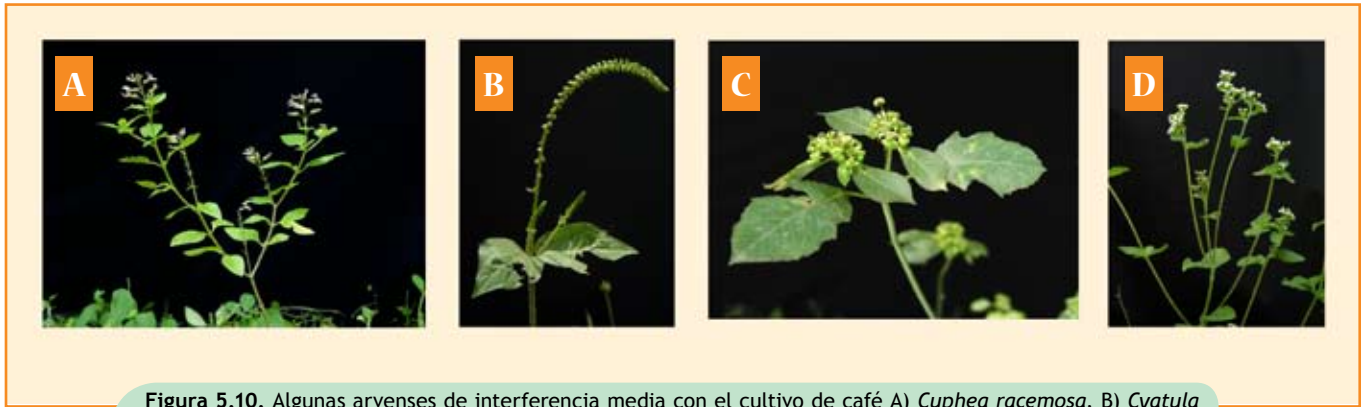 A B C D
Figura 5.10. Algunas arvenses de interferencia media con el cultivo de café A) Cuphea racemosa. B) Cyatula